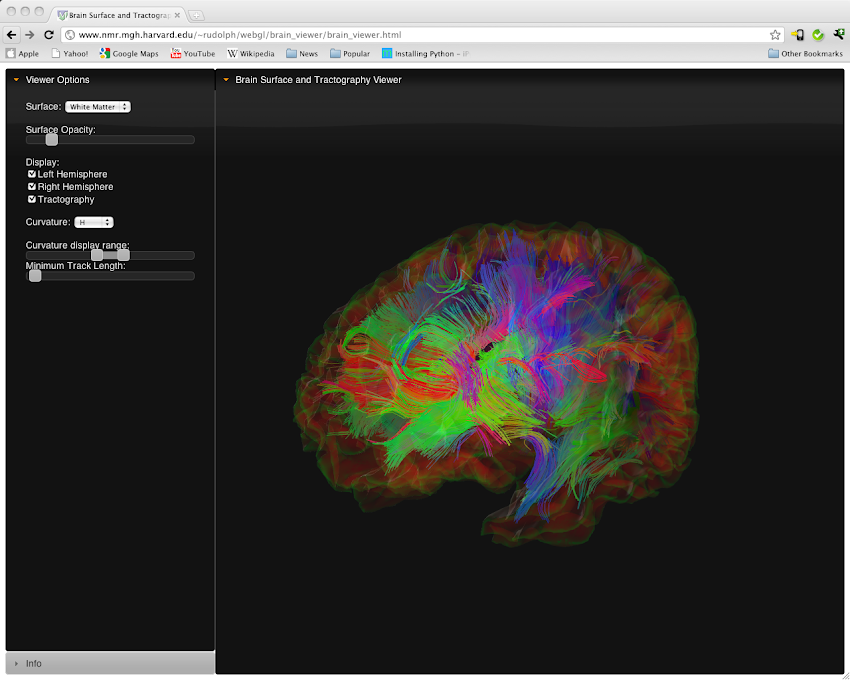 Brain Surface and Tractograp
www.nmr.mgh.harvard.edu/~rudolph/webgl/brain_viewer/brain_viewer.html
Apple Yahoo! Google Maps YouTube Wikipedia News Popular Installing Python – iP Other Bookmarks
Viewer Options
Brain Surface and Tractography Viewer
Surface: White Matter
Surface Opacity:
Display:
Left Hemisphere
Right Hemisphere
Tractography
Curvature: H
Curvature display range:
Minimum Track Length:
Info